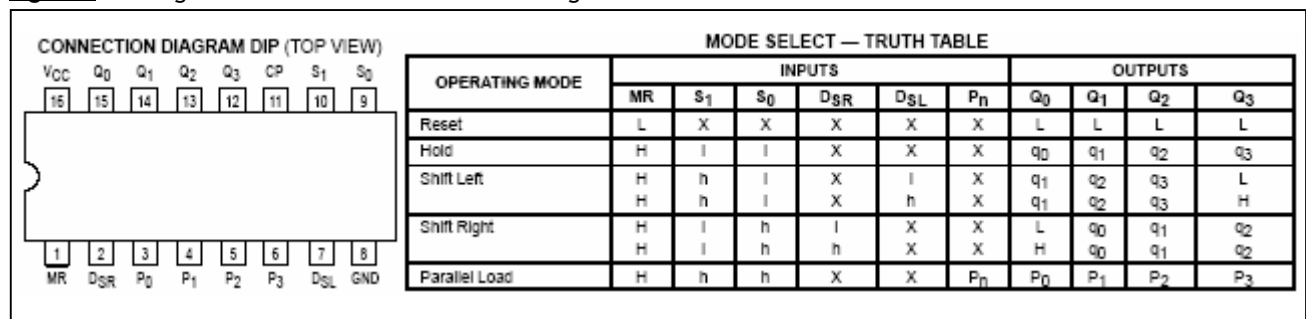 CONNECTION DIAGRAM DIP (TOP VIEW)
VCC Q0 Q1 Q2 Q3 CP S1 S0
16 15 14 13 12 11 10 9
1 2 3 4 5 6 7 8
MR DSR P0 P1 P2 P3 DSL GND
MODE SELECT — TRUTH TABLE
OPERATING MODE INPUTS OUTPUTS
MR S1 S0 DSR DSL Pn Q0 Q1 Q2 Q3
Reset L X X X X X L L L L
Hold H l l X X X q0 q1 q2 q3
Shift Left H h l X l X q1 q2 q3 L
H h l X h X q1 q2 q3 H
Shift Right H l h l X X L q0 q1 q2
H l h h X X H q0 q1 q2
Parallel Load H h h X X Pn P0 P1 P2 P3